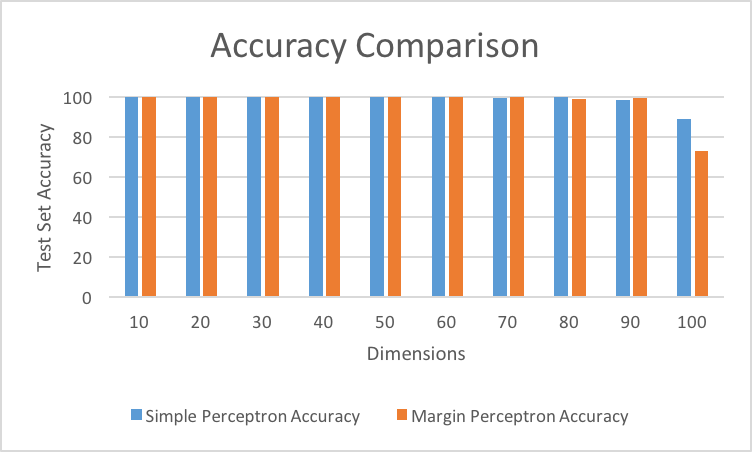 Accuracy Comparison
100
80
60
40
20
0
Test Set Accuracy
10 20 30 40 50 60 70 80 90 100
Dimensions
Simple Perceptron Accuracy Margin Perceptron Accuracy